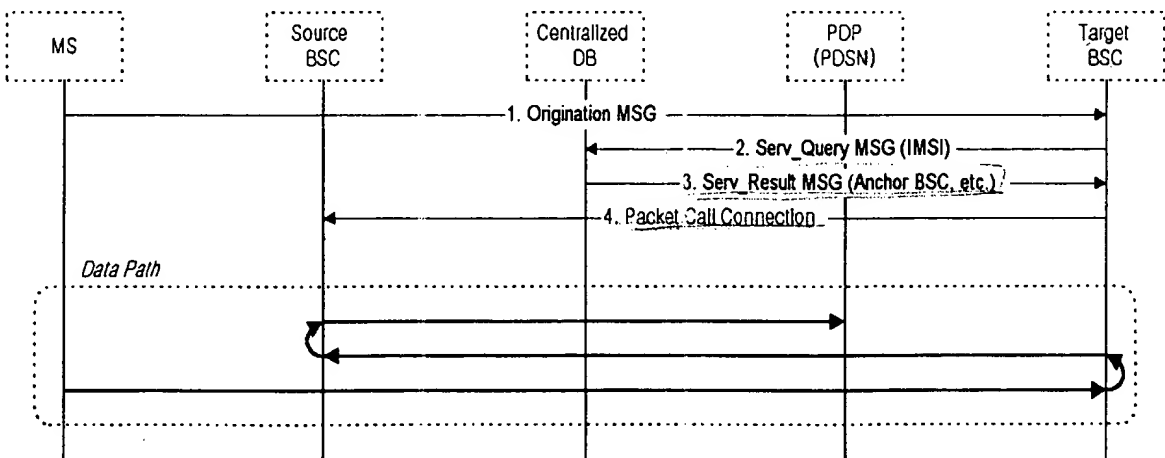 MS
Source
BSC
Centralized
DB
PDP
(PDSN)
Target
BSC
1. Origination MSG
2. Serv_Query MSG (IMSI)
3. Serv_Result MSG (Anchor BSC, etc.)
4. Packet Call Connection
Data Path